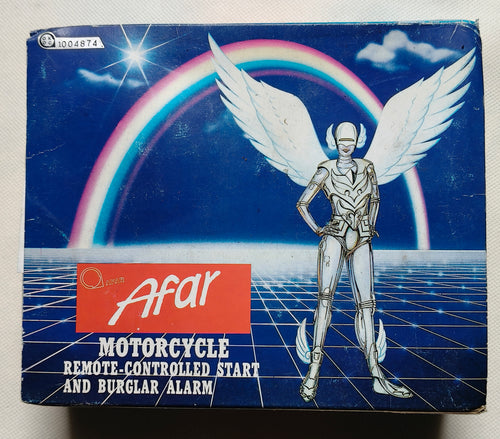 1004874
Afar
MOTORCYCLE
REMOTE-CONTROLLED START
AND BURGLAR ALARM